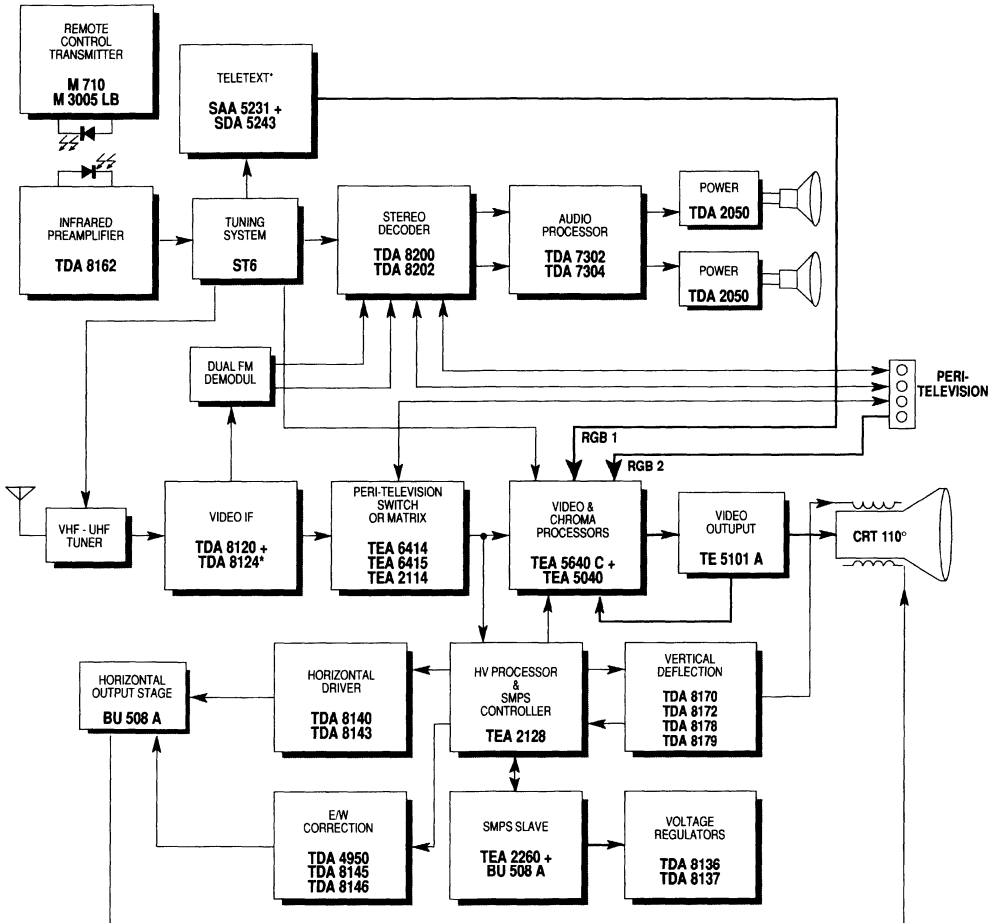 REMOTE
CONTROL
TRANSMITTER
M 710
M 3005 LB
TELETEXT*
SAA 5231 +
SDA 5243
INFRARED
PREAMPLIFIER
TDA 8162
TUNING
SYSTEM
ST6
STEREO
DECODER
TDA 8200
TDA 8202
AUDIO
PROCESSOR
TDA 7302
TDA 7304
POWER
TDA 2050
POWER
TDA 2050
DUAL FM
DEMODUL
PERI-
TELEVISION
RGB 1
RGB 2
VHF - UHF
TUNER
VIDEO IF
TDA 8120 +
TDA 8124*
PERI-TELEVISION
SWITCH
OR MATRIX
TEA 6414
TEA 6415
TEA 2114
VIDEO &
CHROMA
PROCESSORS
TEA 5640 C +
TEA 5040
VIDEO
OUTUPUT
TE 5101 A
CRT 110°
HORIZONTAL
OUTPUT STAGE
BU 508 A
HORIZONTAL
DRIVER
TDA 8140
TDA 8143
HV PROCESSOR
&
SMPS
CONTROLLER
TEA 2128
VERTICAL
DEFLECTION
TDA 8170
TDA 8172
TDA 8178
TDA 8179
E/W
CORRECTION
TDA 4950
TDA 8145
TDA 8146
SMPS SLAVE
TEA 2260 +
BU 508 A
VOLTAGE
REGULATORS
TDA 8136
TDA 8137